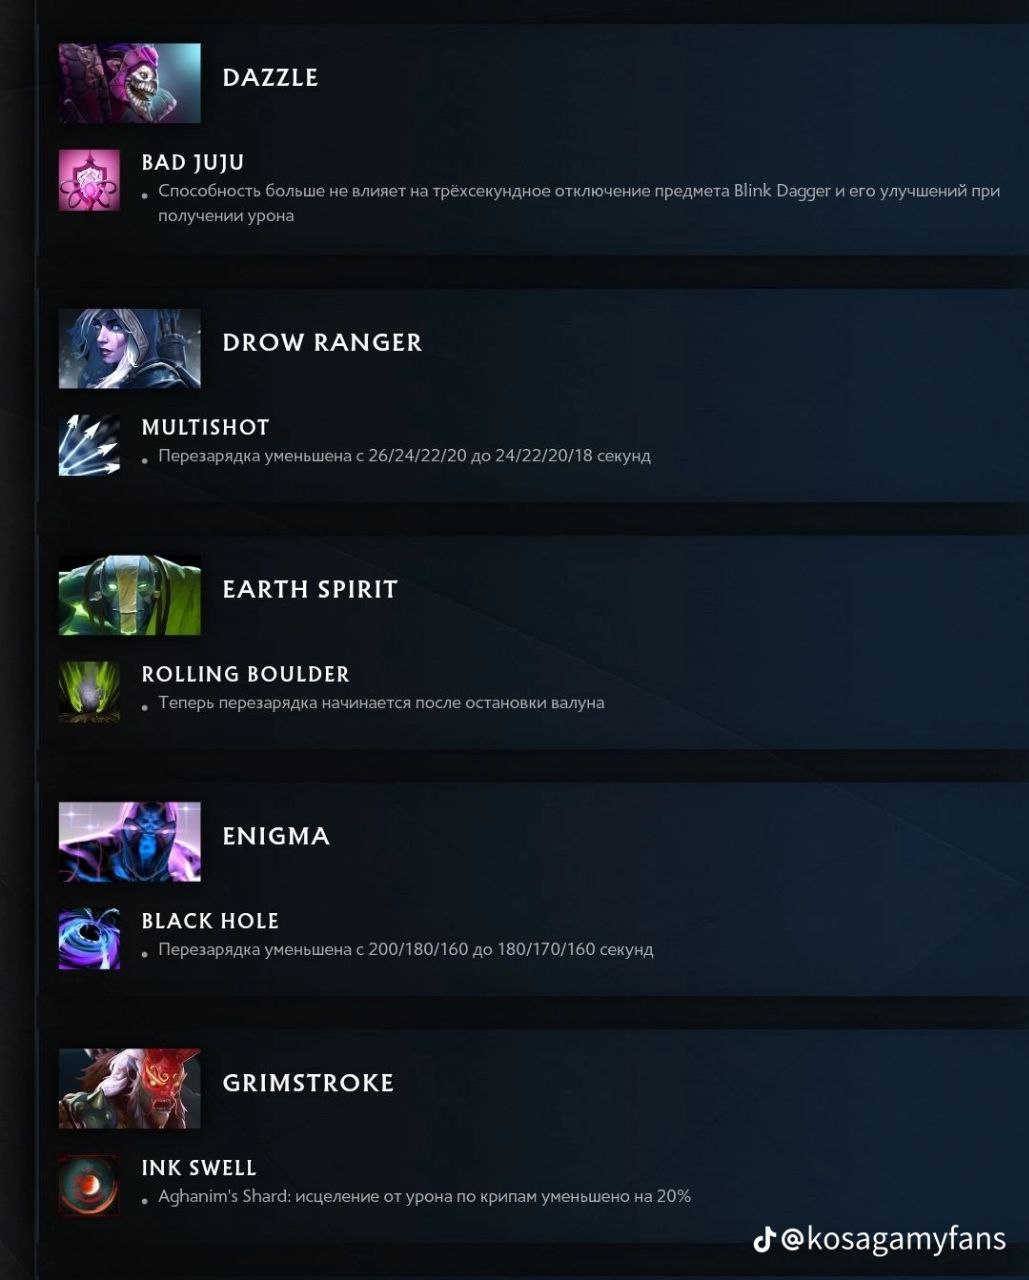 DAZZLE
BAD JUJU
Способность больше не влияет на трёхсекундное отключение предмета Blink Dagger и его улучшений при
получении урона
DROW RANGER
MULTISHOT
Перезарядка уменьшена с 26/24/22/20 до 24/22/20/18 секунд
EARTH SPIRIT
ROLLING BOULDER
Теперь перезарядка начинается после остановки валуна
ENIGMA
BLACK HOLE
Перезарядка уменьшена с 200/180/160 до 180/170/160 секунд
GRIMSTROKE
INK SWELL
Aghanim's Shard: исцеление от урона по крипам уменьшено на 20%
@kosagamyfans